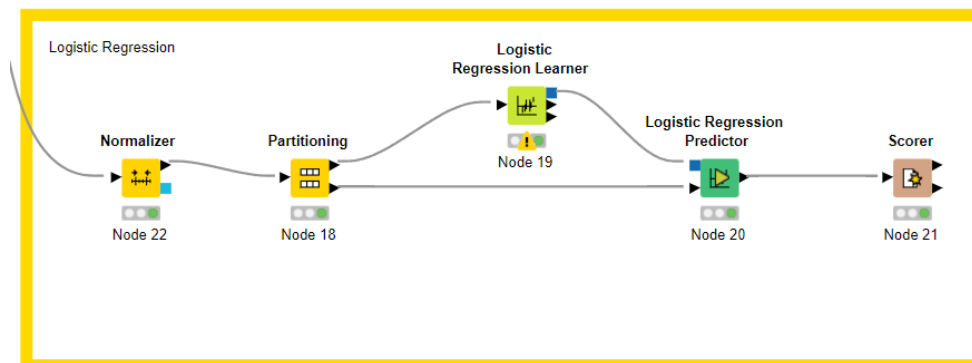 Logistic Regression
Logistic
Regression Learner
Node 19
Normalizer
Node 22
Partitioning
Node 18
Logistic Regression
Predictor
Node 20
Scorer
Node 21